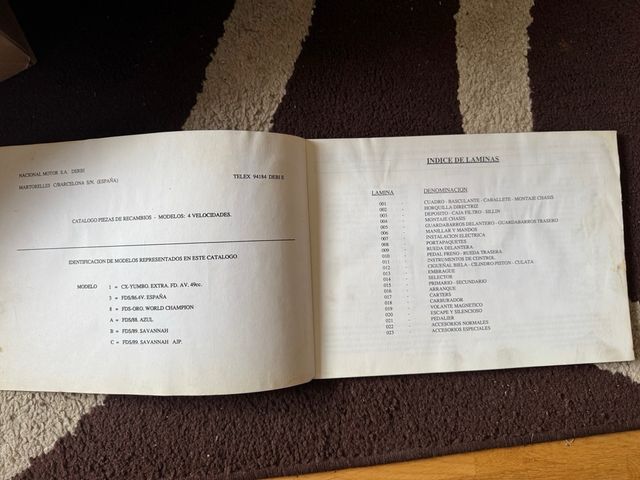 NACIONAL MOTOR S.A. DERBI
MARTORELLES C/BARCELONA S/N. (ESPAÑA)
TELEX 94184 DEBI E
CATALOGO PIEZAS DE RECAMBIOS - MODELOS: 4 VELOCIDADES.
IDENTIFICACION DE MODELOS REPRESENTADOS EN ESTE CATALOGO
MODELO 1 = CX-YUMBO. EXTRA. FD. AV. 49cc.
3 = FDS/86.4V. ESPAÑA
8 = FDS-ORO. WORLD CHAMPION
A = FDS/88. AZUL
B = FDS/89. SAVANNAH
C = FDS/89. SAVANNAH AJP.
INDICE DE LAMINAS
LAMINA DENOMINACION
001 - CUADRO - BASCULANTE - CABALLETE - MONTAJE CHASIS
002 - HORQUILLA DIRECTRIZ
003 - DEPOSITO - CAJA FILTRO - SILLIN
004 - MONTAJE CHASIS
005 - GUARDABARROS DELANTERO - GUARDABARROS TRASERO
006 - MANILLAR Y MANDOS
007 - INSTALACION ELECTRICA
008 - PORTAPAQUETES
009 - RUEDA DELANTERA
010 - PEDAL FRENO - RUEDA TRASERA
011 - INSTRUMENTOS DE CONTROL
012 - CIGUEÑAL BIELA - CILINDRO PISTON - CULATA
013 - EMBRAGUE
014 - SELECTOR
015 - PRIMARIO - SECUNDARIO
016 - ARRANQUE
017 - CARTERS
018 - CARBURADOR
019 - VOLANTE MAGNETICO
020 - ESCAPE Y SILENCIOSO
021 - PEDALIER
022 - ACCESORIOS NORMALES
023 - ACCESORIOS ESPECIALES